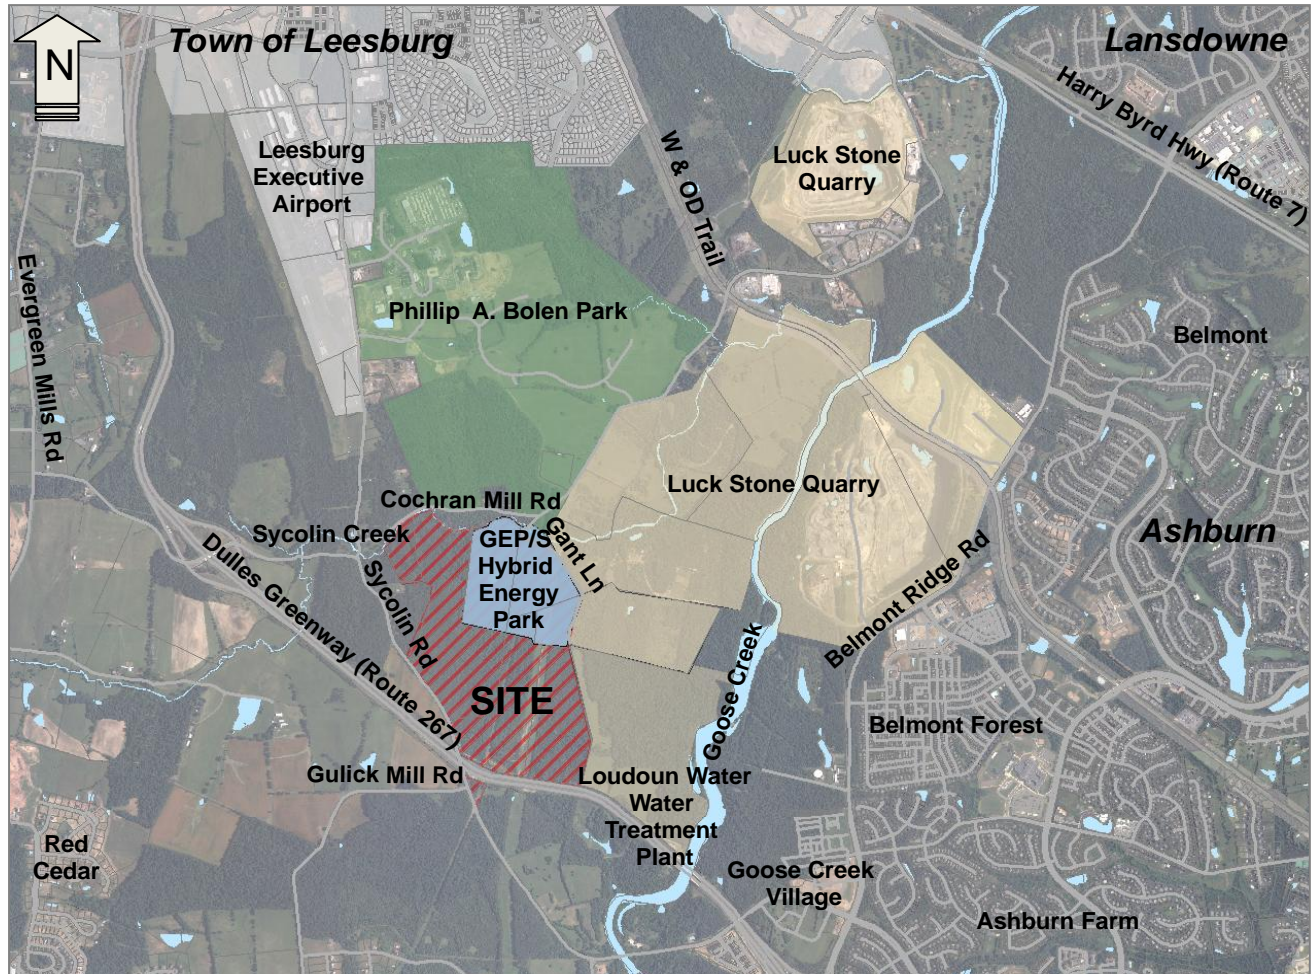 N
Town of Leesburg
Lansdowne
Harry Byrd Hwy (Route 7)
Leesburg
Executive
Airport
W & OD Trail
Luck Stone
Quarry
Evergreen Mills Rd
Phillip A. Bolen Park
Belmont
Luck Stone Quarry
Cochran Mill Rd
Sycolin Creek
GEP/S
Hybrid
Energy
Park
Gant Ln
Ashburn
Dulles Greenway (Route 267)
Sycolin Rd
Belmont Ridge Rd
Goose Creek
SITE
Belmont Forest
Gulick Mill Rd
Loudoun Water
Water
Treatment
Plant
Red
Cedar
Goose Creek
Village
Ashburn Farm